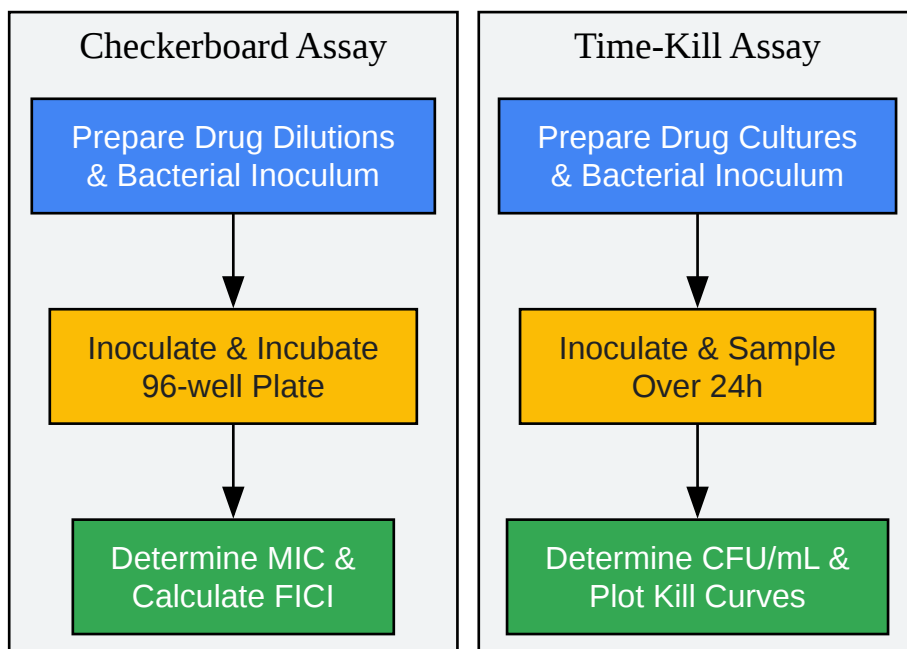 Checkerboard Assay
Prepare Drug Dilutions
& Bacterial Inoculum
Inoculate & Incubate
96-well Plate
Determine MIC &
Calculate FICI
Time-Kill Assay
Prepare Drug Cultures
& Bacterial Inoculum
Inoculate & Sample
Over 24h
Determine CFU/mL &
Plot Kill Curves